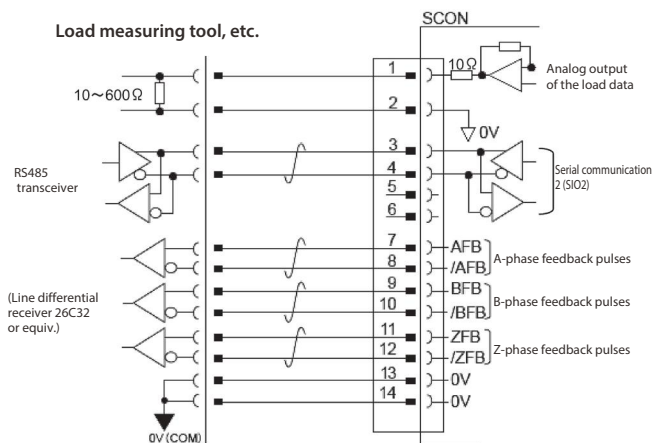 SCON
Load measuring tool, etc.
10~600Ω
1
10Ω
Analog output
of the load data
2
0V
RS485
transceiver
3
4
5
6
Serial communication
2 (SIO2)
7
AFB
8
/AFB
A-phase feedback pulses
(Line differential
receiver 26C32
or equiv.)
9
BFB
10
/BFB
B-phase feedback pulses
11
ZFB
12
/ZFB
Z-phase feedback pulses
13
0V
14
0V
0V(COM)